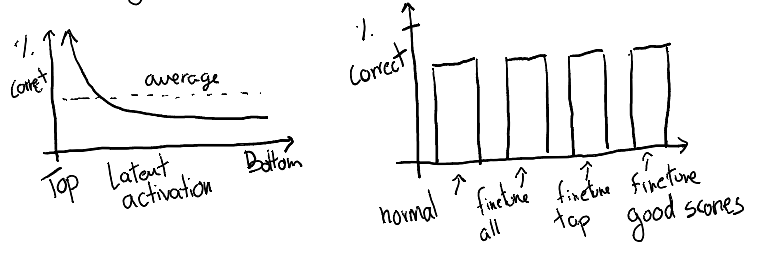 %.
Correct
average
Top
Latent
activation
Bottom
%.
Correct
normal
finetune
all
finetune
top
finetune
good scores